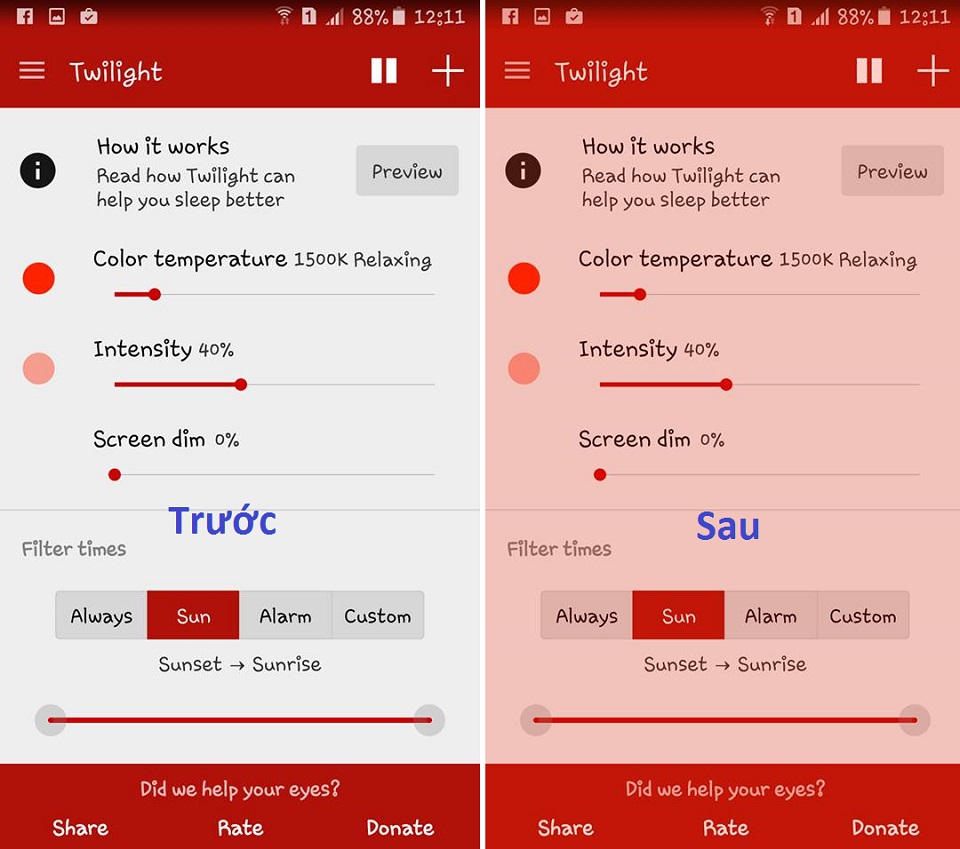 88% 12:11
Twilight
How it works
Read how Twilight can
help you sleep better
Preview
Color temperature 1500K Relaxing
Intensity 40%
Screen dim 0%
Trước
Filter times
Always Sun Alarm Custom
Sunset → Sunrise
Did we help your eyes?
Share Rate Donate
88% 12:11
Twilight
How it works
Read how Twilight can
help you sleep better
Preview
Color temperature 1500K Relaxing
Intensity 40%
Screen dim 0%
Sau
Filter times
Always Sun Alarm Custom
Sunset → Sunrise
Did we help your eyes?
Share Rate Donate